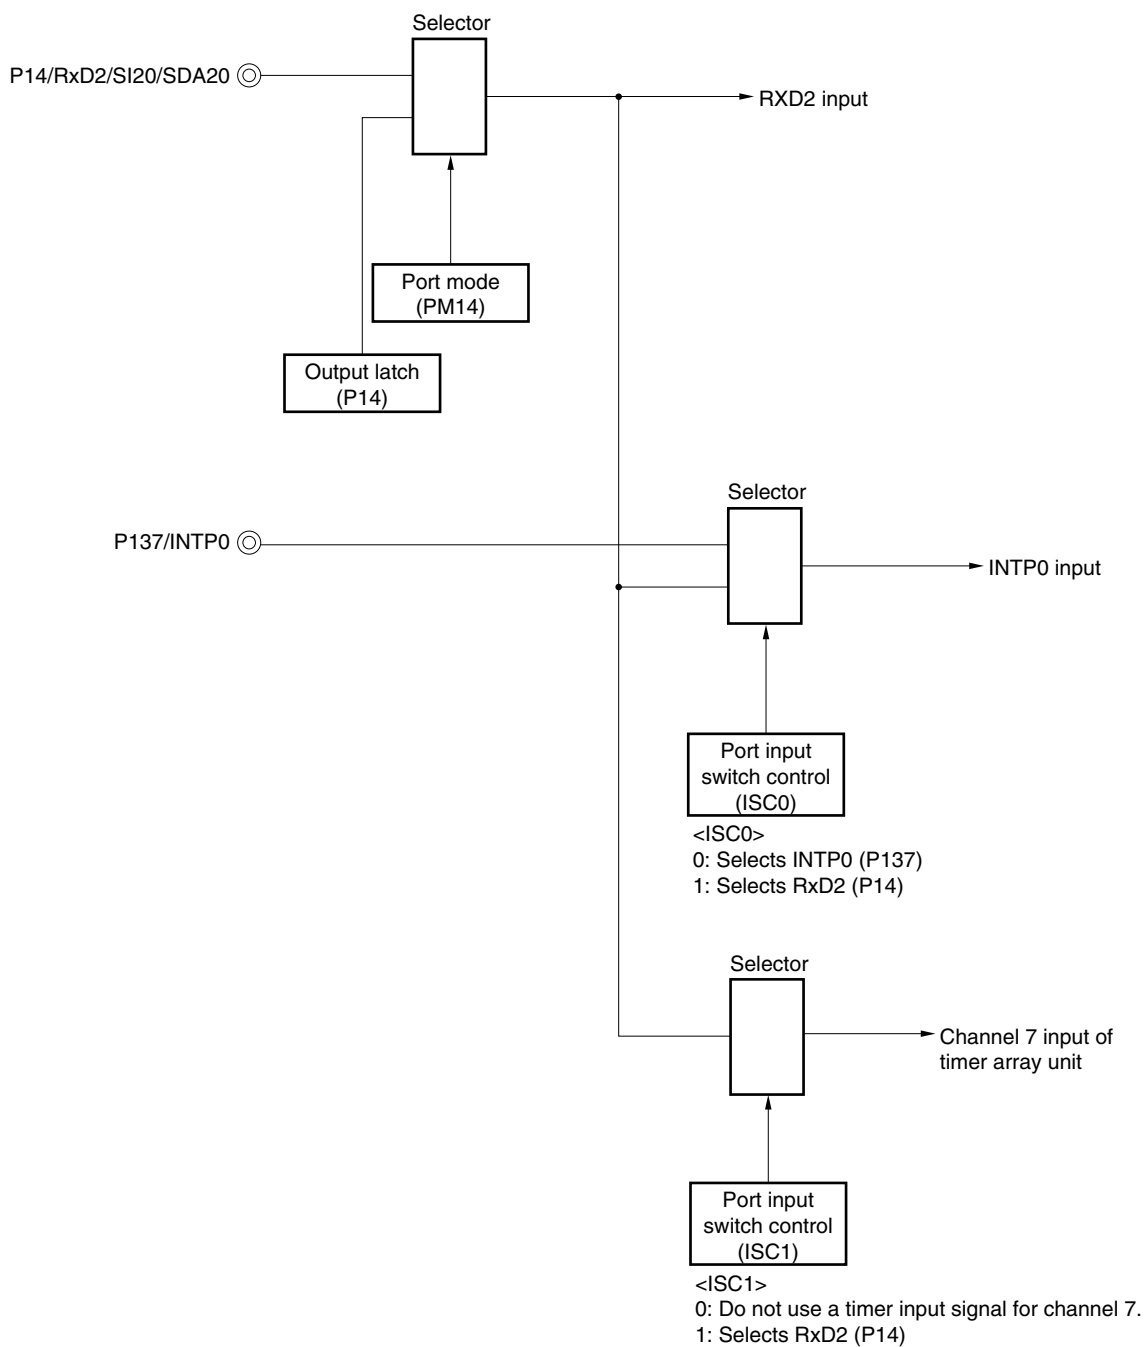 Selector
P14/RxD2/SI20/SDA20
RXD2 input
Port mode
(PM14)
Output latch
(P14)
Selector
P137/INTP0
INTP0 input
Port input
switch control
(ISC0)
<ISC0>
0: Selects INTP0 (P137)
1: Selects RxD2 (P14)
Selector
Channel 7 input of
timer array unit
Port input
switch control
(ISC1)
<ISC1>
0: Do not use a timer input signal for channel 7.
1: Selects RxD2 (P14)